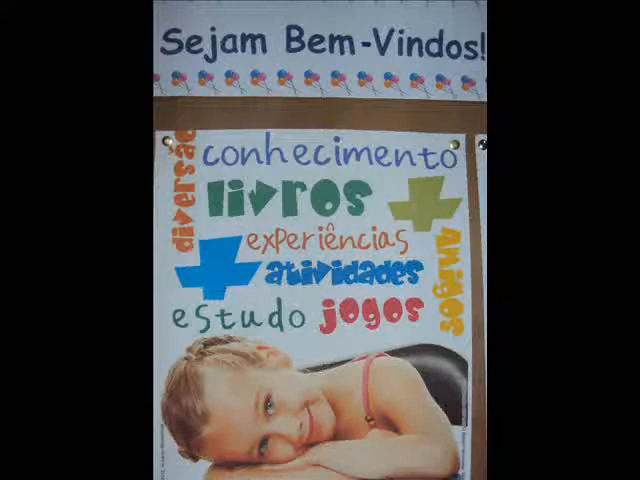 Sejam Bem-Vindos!
diversão
conhecimento
livros +
experiências
+ atividades
amigos
estudo jogos